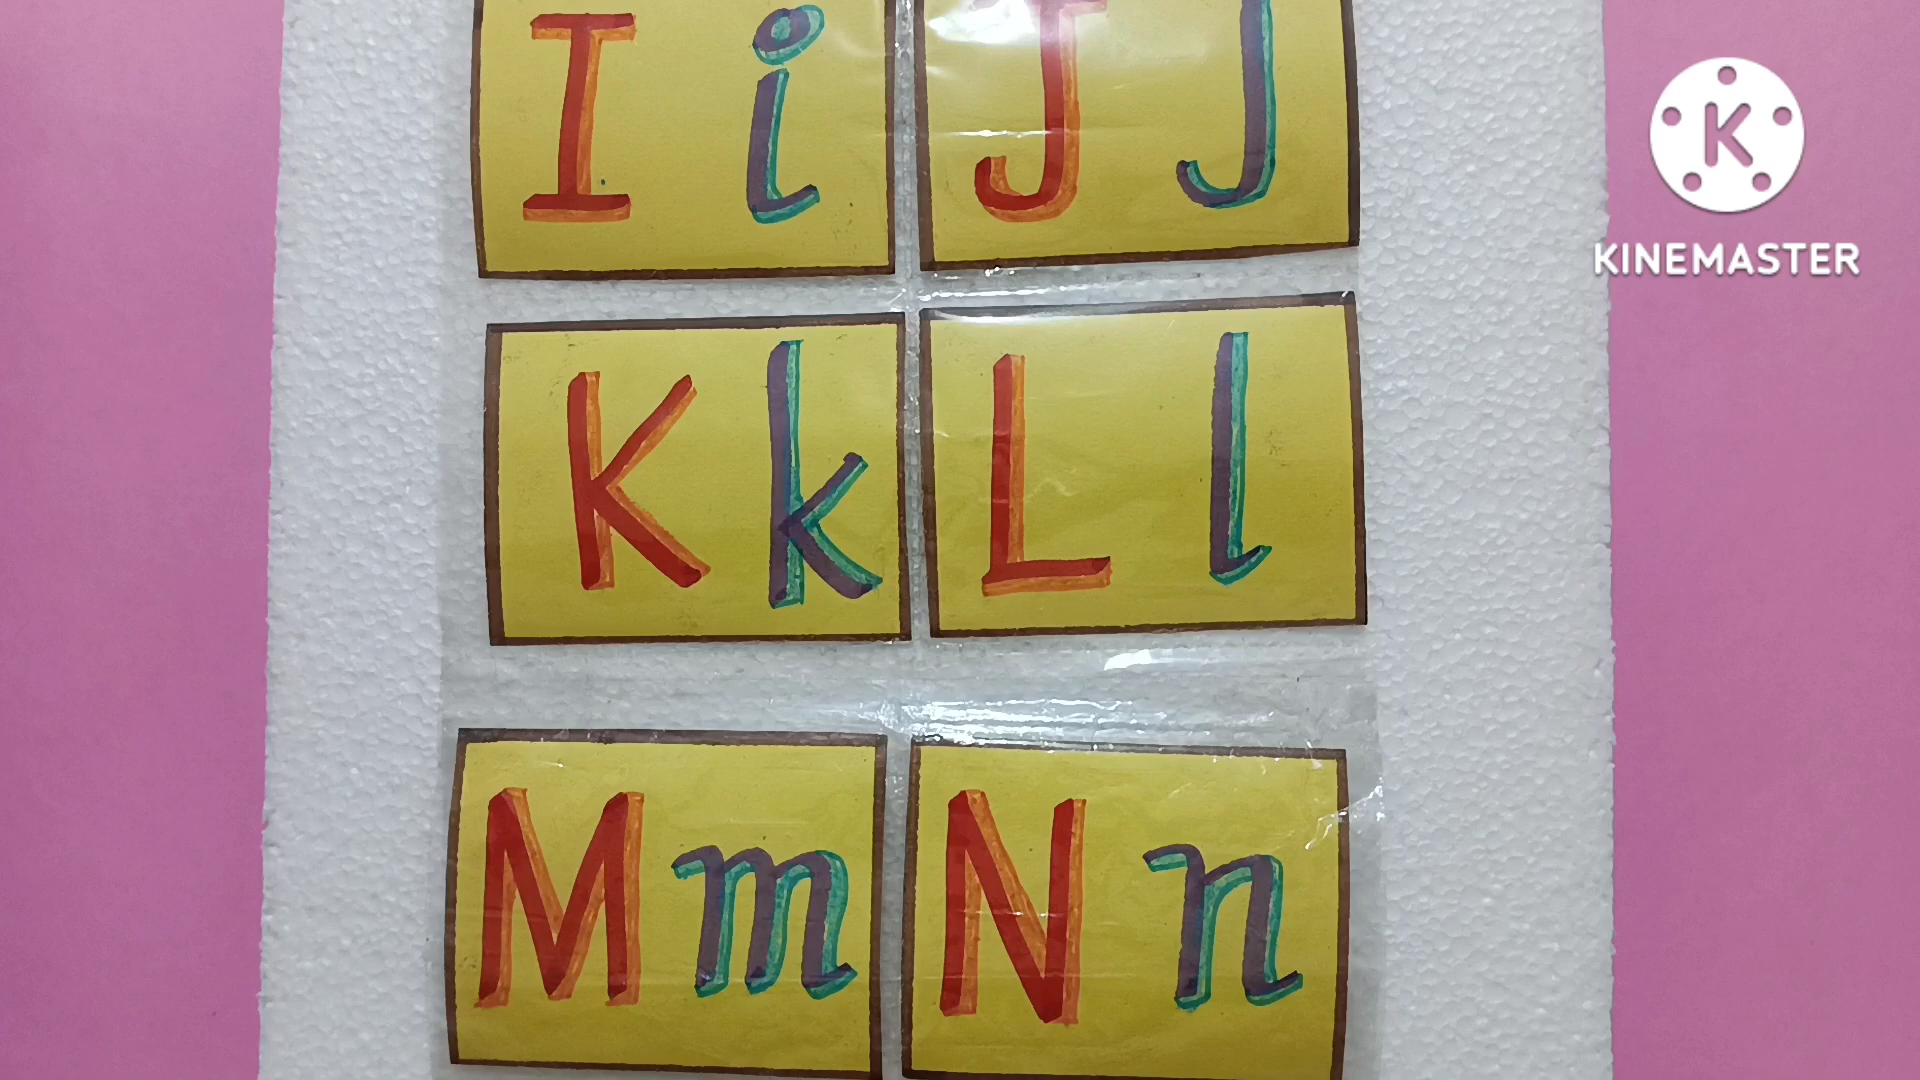 I i J j
K
KINEMASTER
K k L l
M m N n